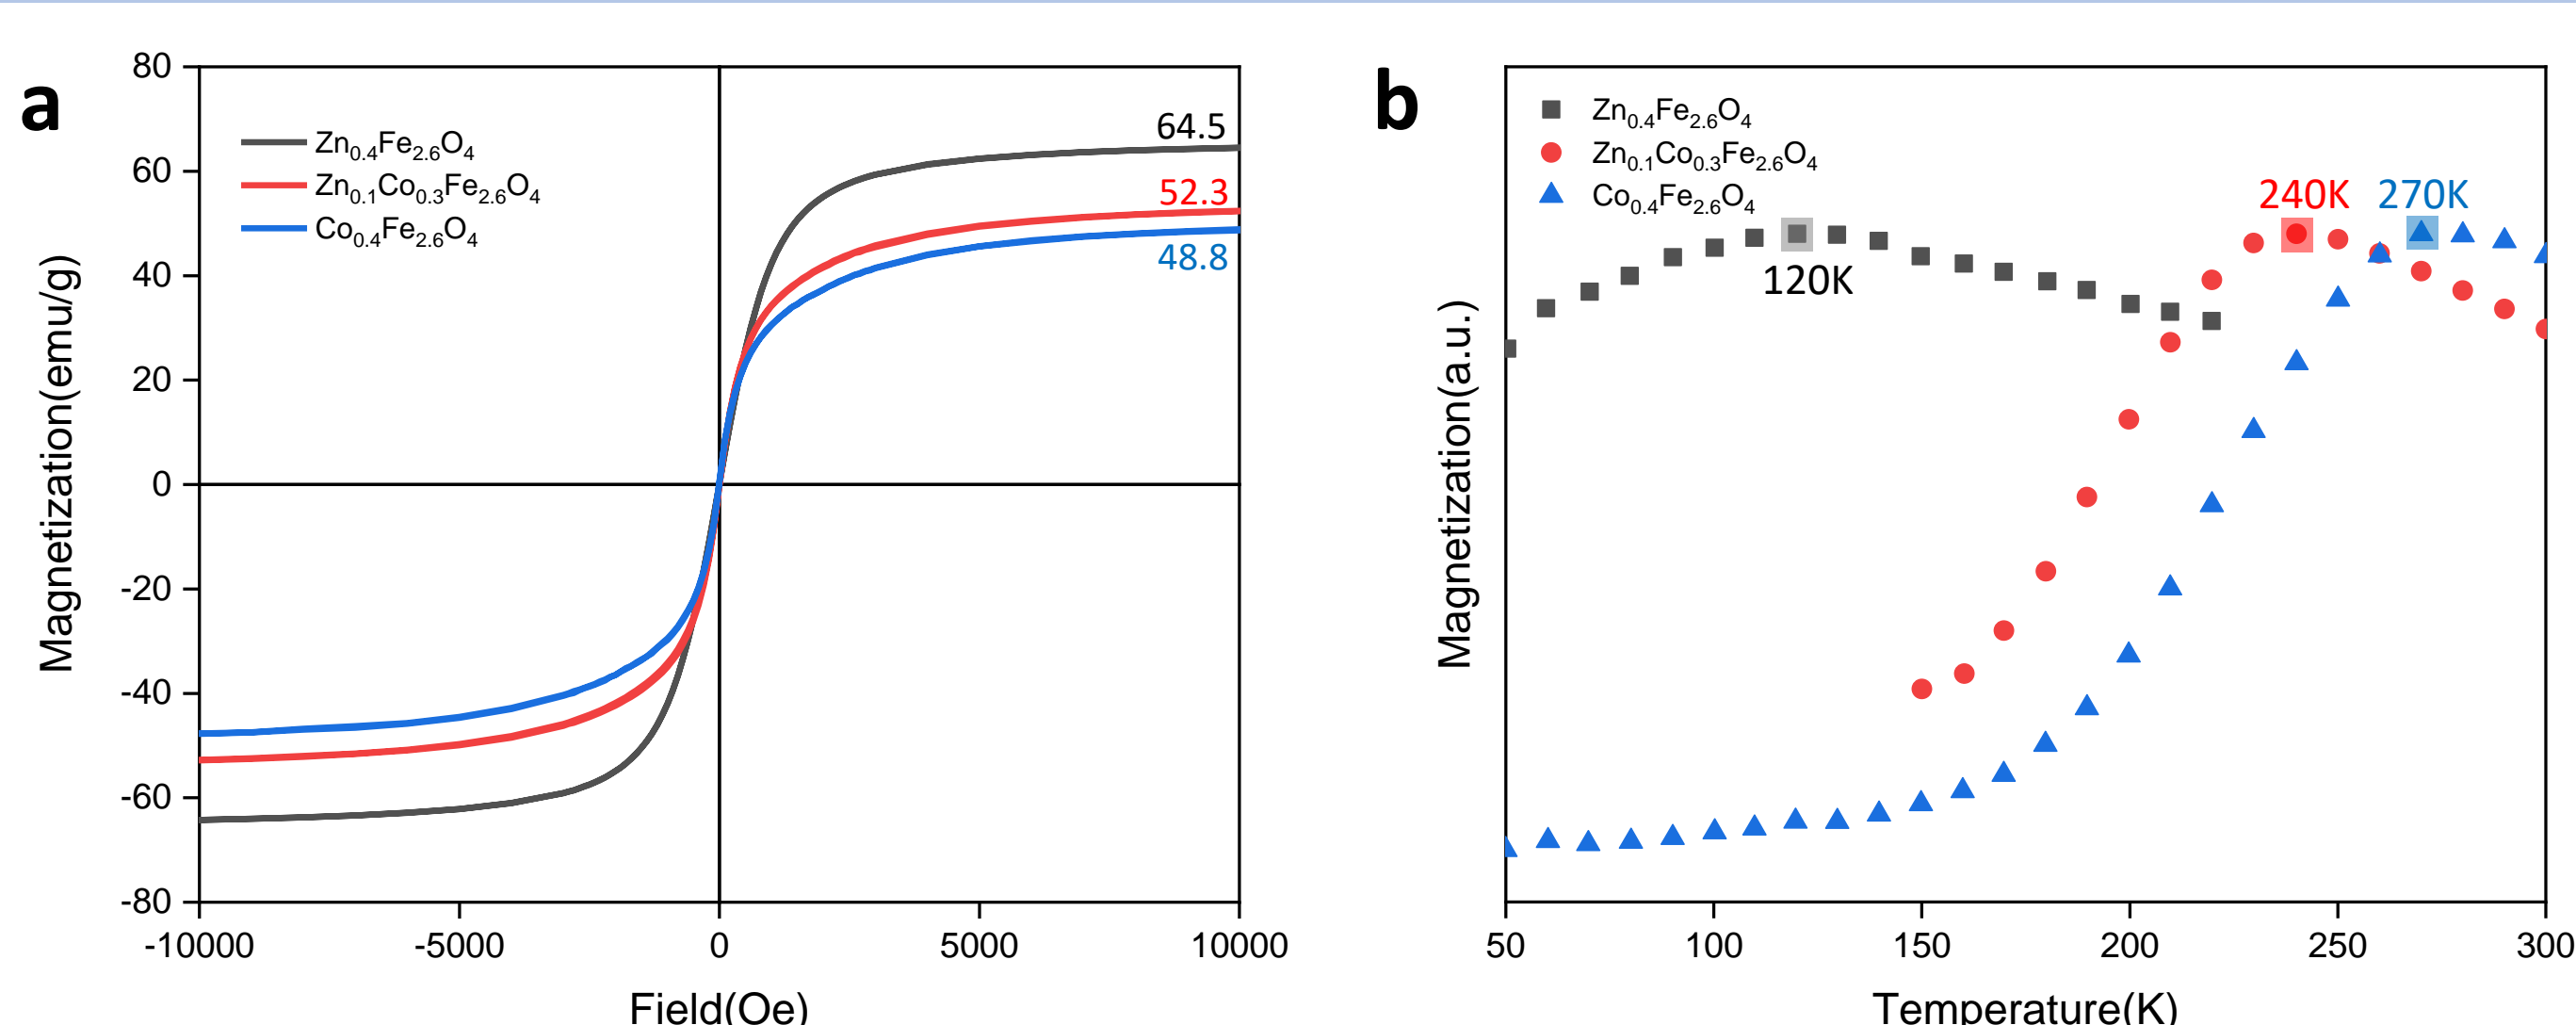 a
80
60
40
20
0
-20
-40
-60
-80
Magnetization(emu/g)
Zn0.4Fe2.6O4
Zn0.1Co0.3Fe2.6O4
Co0.4Fe2.6O4
64.5
52.3
48.8
-10000 -5000 0 5000 10000
Field(Oe)
b
Magnetization(a.u.)
Zn0.4Fe2.6O4
Zn0.1Co0.3Fe2.6O4
Co0.4Fe2.6O4
240K 270K
120K
50 100 150 200 250 300
Temperature(K)